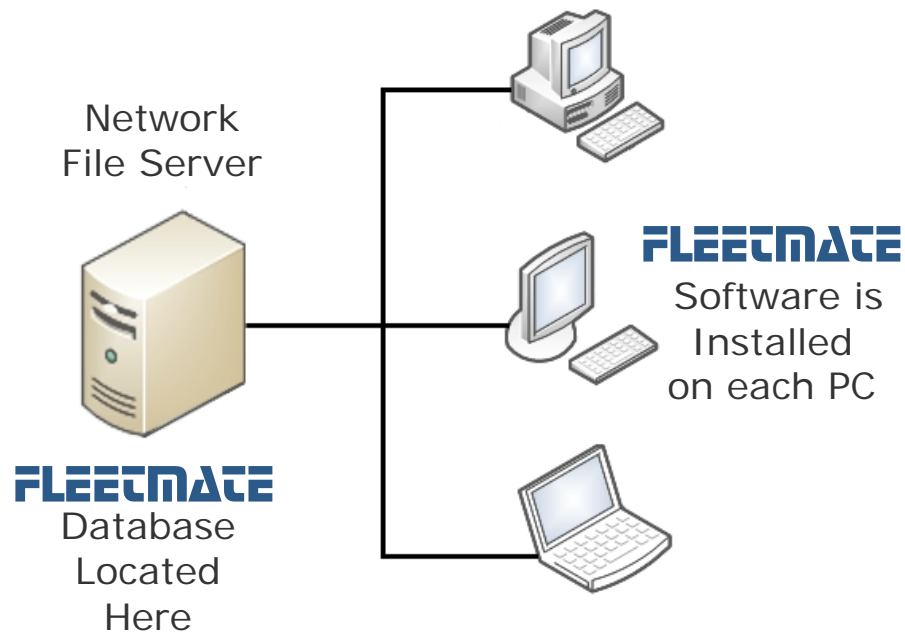 Network
File Server
FLEETMATE
Database
Located
Here
FLEETMATE
Software is
Installed
on each PC